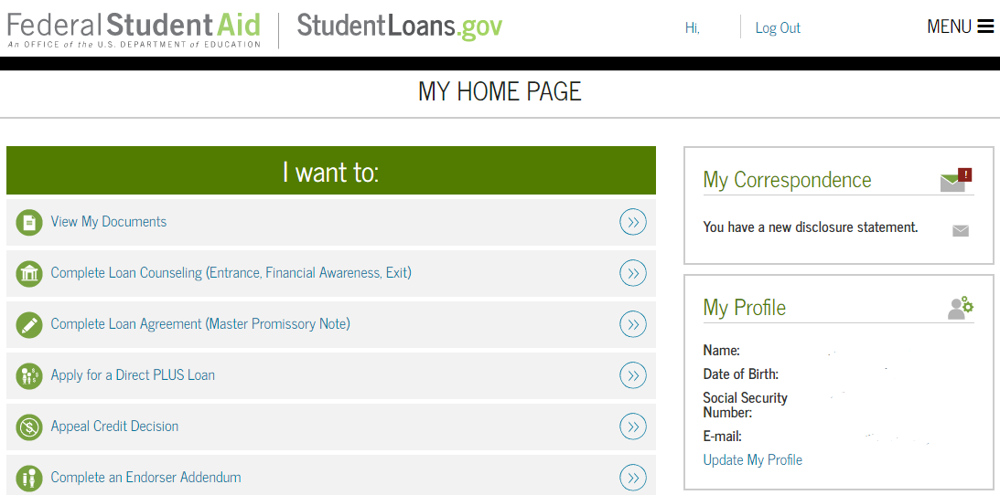 Federal Student Aid
An OFFICE of the U.S. DEPARTMENT of EDUCATION
StudentLoans.gov
Hi,
Log Out
MENU
MY HOME PAGE
I want to:
View My Documents
Complete Loan Counseling (Entrance, Financial Awareness, Exit)
Complete Loan Agreement (Master Promissory Note)
Apply for a Direct PLUS Loan
Appeal Credit Decision
Complete an Endorser Addendum
My Correspondence
!
You have a new disclosure statement.
My Profile
Name:
Date of Birth:
Social Security
Number:
E-mail:
Update My Profile